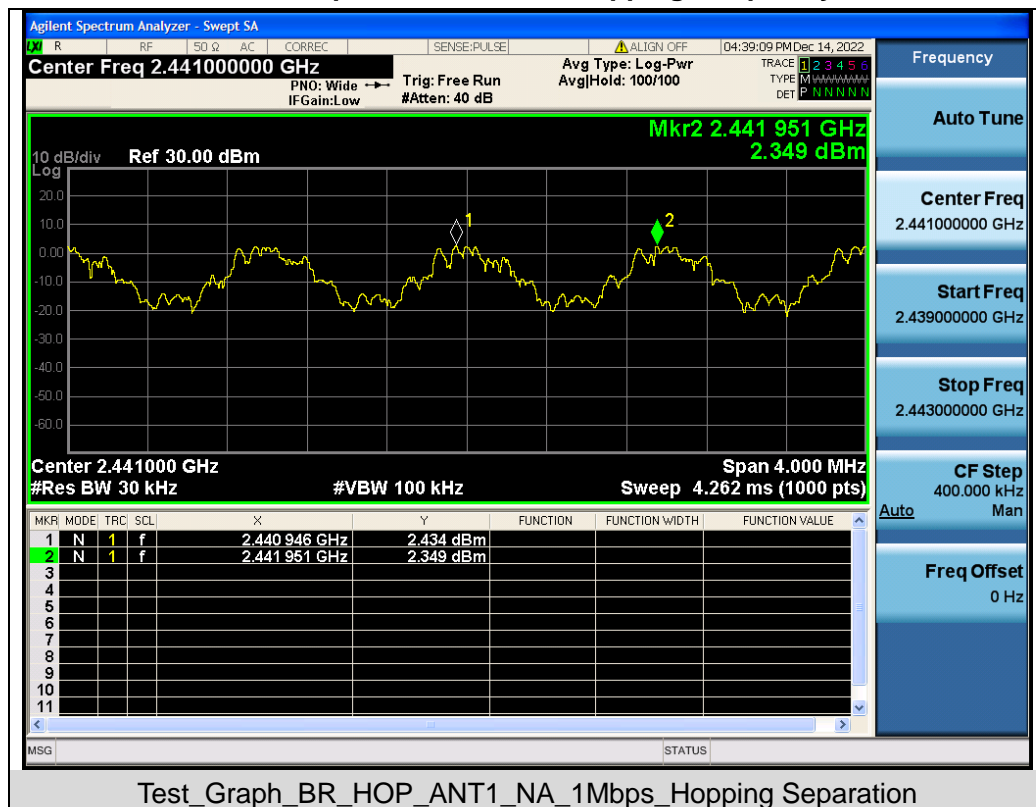 Agilent Spectrum Analyzer - Swept SA
LXI R RF 50 Ω AC CORREC SENSE:PULSE ALIGN OFF 04:39:09 PM Dec 14, 2022
Center Freq 2.441000000 GHz
PNO: Wide
IFGain:Low
Trig: Free Run
#Atten: 40 dB
Avg Type: Log-Pwr
Avg|Hold: 100/100
TRACE 1 2 3 4 5 6
TYPE M WWWWW
DET P N N N N N
Mkr2 2.441 951 GHz
2.349 dBm
10 dB/div Ref 30.00 dBm
Log
20.0
10.0
0.00
-10.0
-20.0
-30.0
-40.0
-50.0
-60.0
1
2
Center 2.441000 GHz Span 4.000 MHz
#Res BW 30 kHz #VBW 100 kHz Sweep 4.262 ms (1000 pts)
MKR MODE TRC SCL X Y FUNCTION FUNCTION WIDTH FUNCTION VALUE
1 N 1 f 2.440 946 GHz 2.434 dBm
2 N 1 f 2.441 951 GHz 2.349 dBm
3
4
5
6
7
8
9
10
11
MSG STATUS
Frequency
Auto Tune
Center Freq
2.441000000 GHz
Start Freq
2.439000000 GHz
Stop Freq
2.443000000 GHz
CF Step
400.000 kHz
Auto Man
Freq Offset
0 Hz
Test_Graph_BR_HOP_ANT1_NA_1Mbps_Hopping Separation